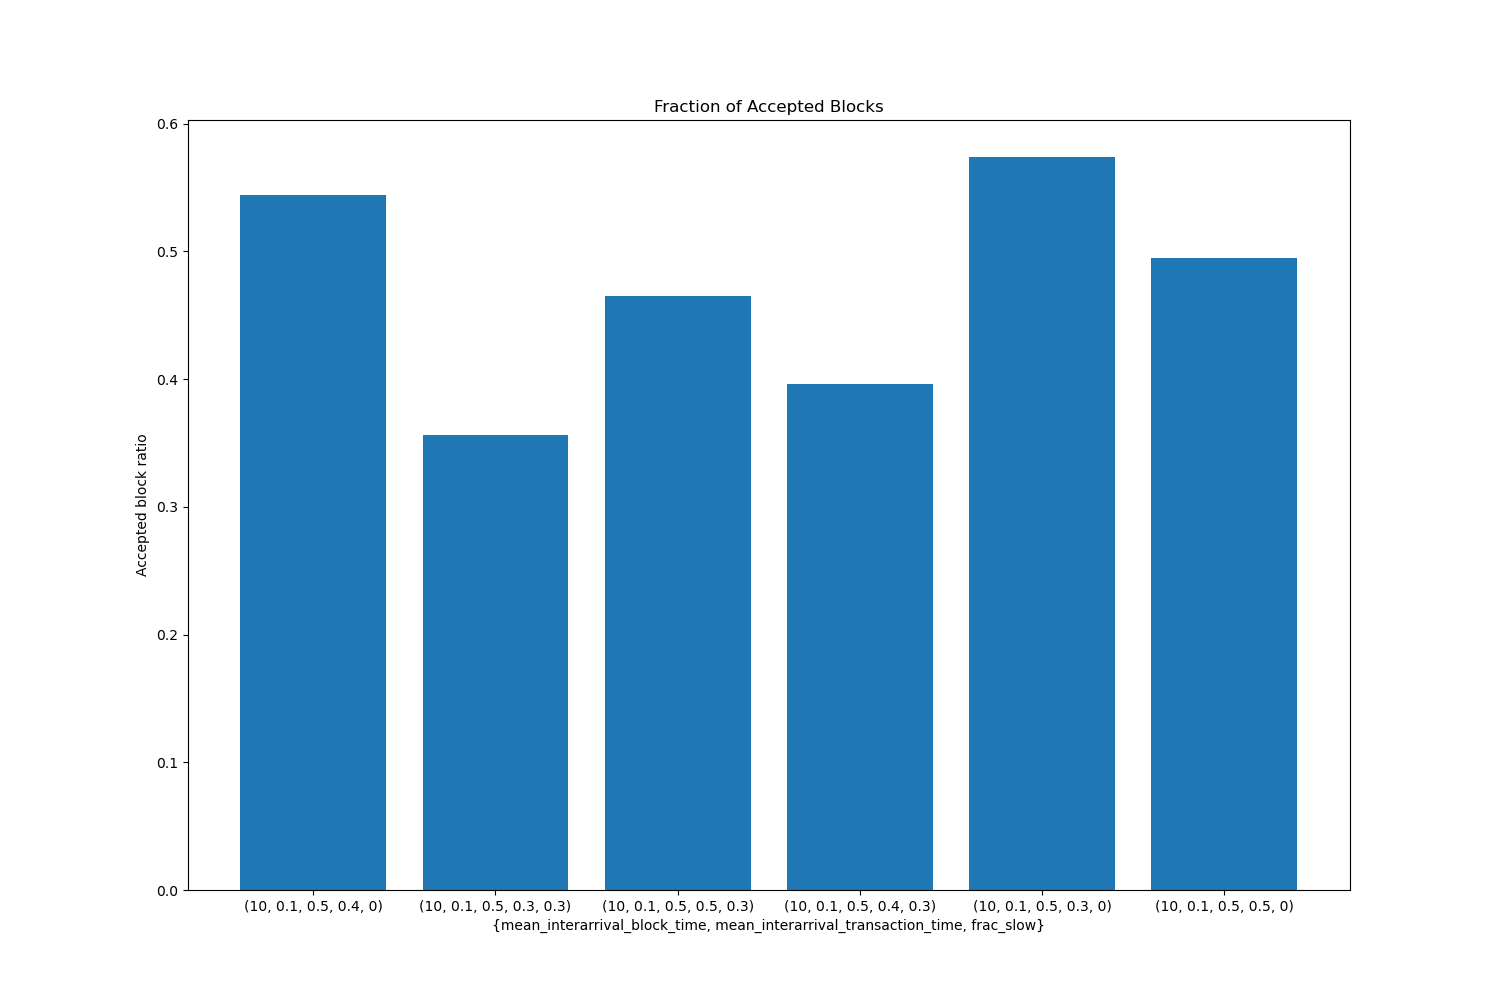 Fraction of Accepted Blocks
0.6
0.5
0.4
0.3
0.2
0.1
0.0
Accepted block ratio
(10, 0.1, 0.5, 0.4, 0)
(10, 0.1, 0.5, 0.3, 0.3)
(10, 0.1, 0.5, 0.5, 0.3)
(10, 0.1, 0.5, 0.4, 0.3)
(10, 0.1, 0.5, 0.3, 0)
(10, 0.1, 0.5, 0.5, 0)
{mean_interarrival_block_time, mean_interarrival_transaction_time, frac_slow}